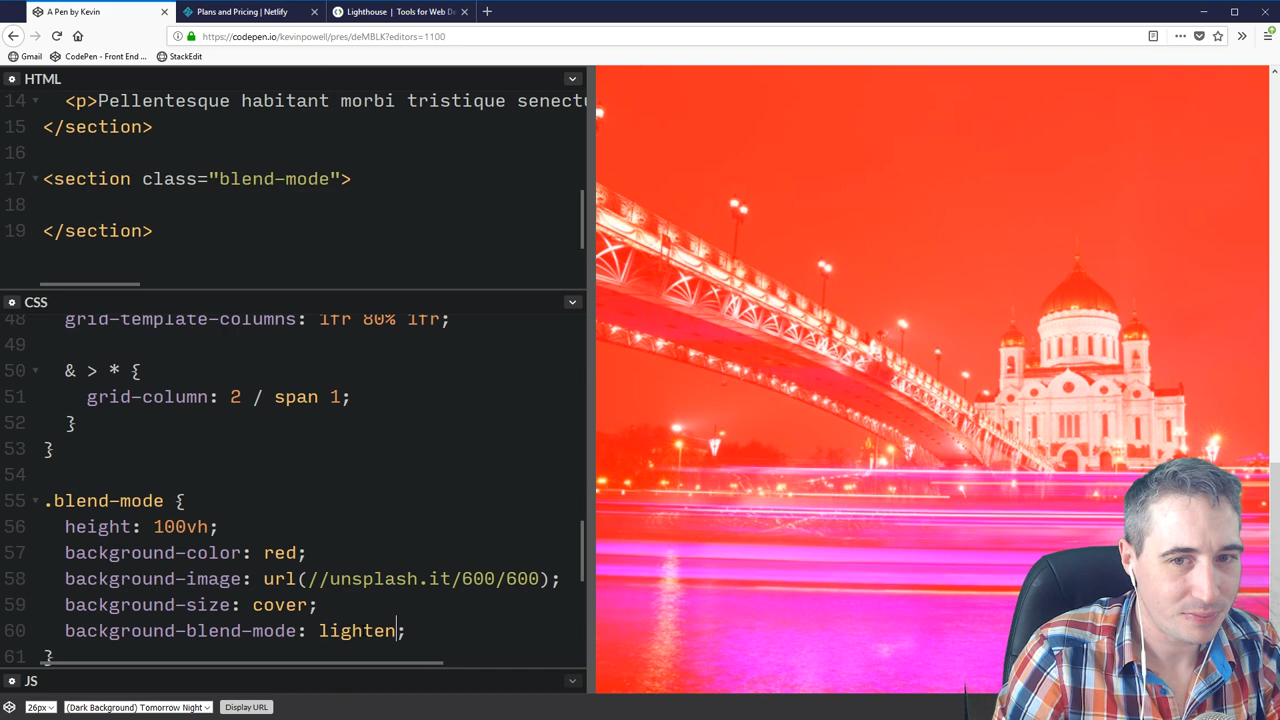 A Pen by Kevin
Plans and Pricing | Netlify
Lighthouse | Tools for Web De
https://codepen.io/kevinpowell/pres/deMBLK?editors=1100
Gmail
CodePen - Front End ...
StackEdit
HTML
14 <p>Pellentesque habitant morbi tristique senectu
15 </section>
16
17 <section class="blend-mode">
18
19 </section>
CSS
48 grid-template-columns: 1fr 80% 1fr;
49
50 & > * {
51 grid-column: 2 / span 1;
52 }
53 }
54
55 .blend-mode {
56 height: 100vh;
57 background-color: red;
58 background-image: url(//unsplash.it/600/600);
59 background-size: cover;
60 background-blend-mode: lighten;
61 }
JS
26px
(Dark Background) Tomorrow Night
Display URL